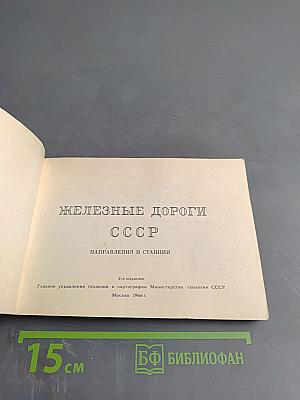 ЖЕЛЕЗНЫЕ ДОРОГИ
СССР
НАПРАВЛЕНИЯ И СТАНЦИИ
2-е издание
Главное управление геодезии и картографии Министерства геологии СССР
Москва 1966 г.
15 см
БФ БИБЛИОФАН